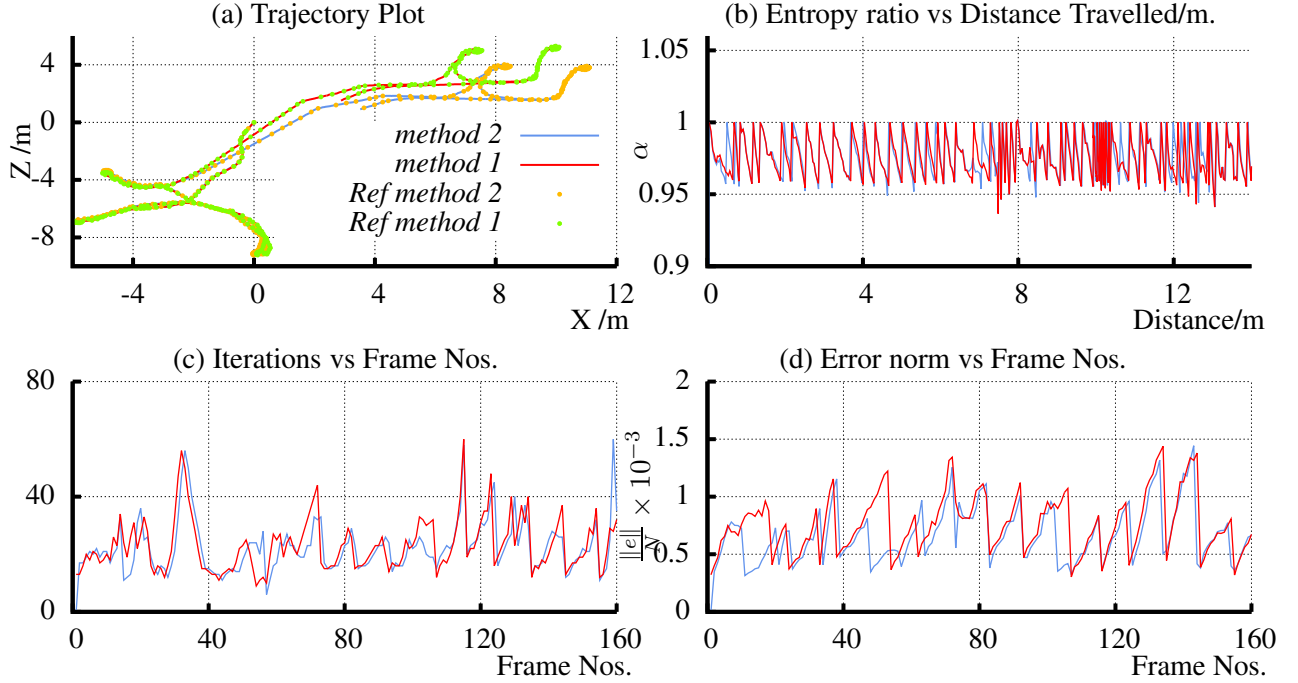 (a) Trajectory Plot
Z /m
4
0
-4
-8
method 2
method 1
Ref method 2
Ref method 1
-4 0 4 8 12
X /m
(b) Entropy ratio vs Distance Travelled/m.
α
1.05
1
0.95
0.9
0 4 8 12
Distance/m
(c) Iterations vs Frame Nos.
80
40
0
0 40 80 120 160
Frame Nos.
(d) Error norm vs Frame Nos.
||e||/N × 10⁻³
2
1.5
1
0.5
0
0 40 80 120 160
Frame Nos.